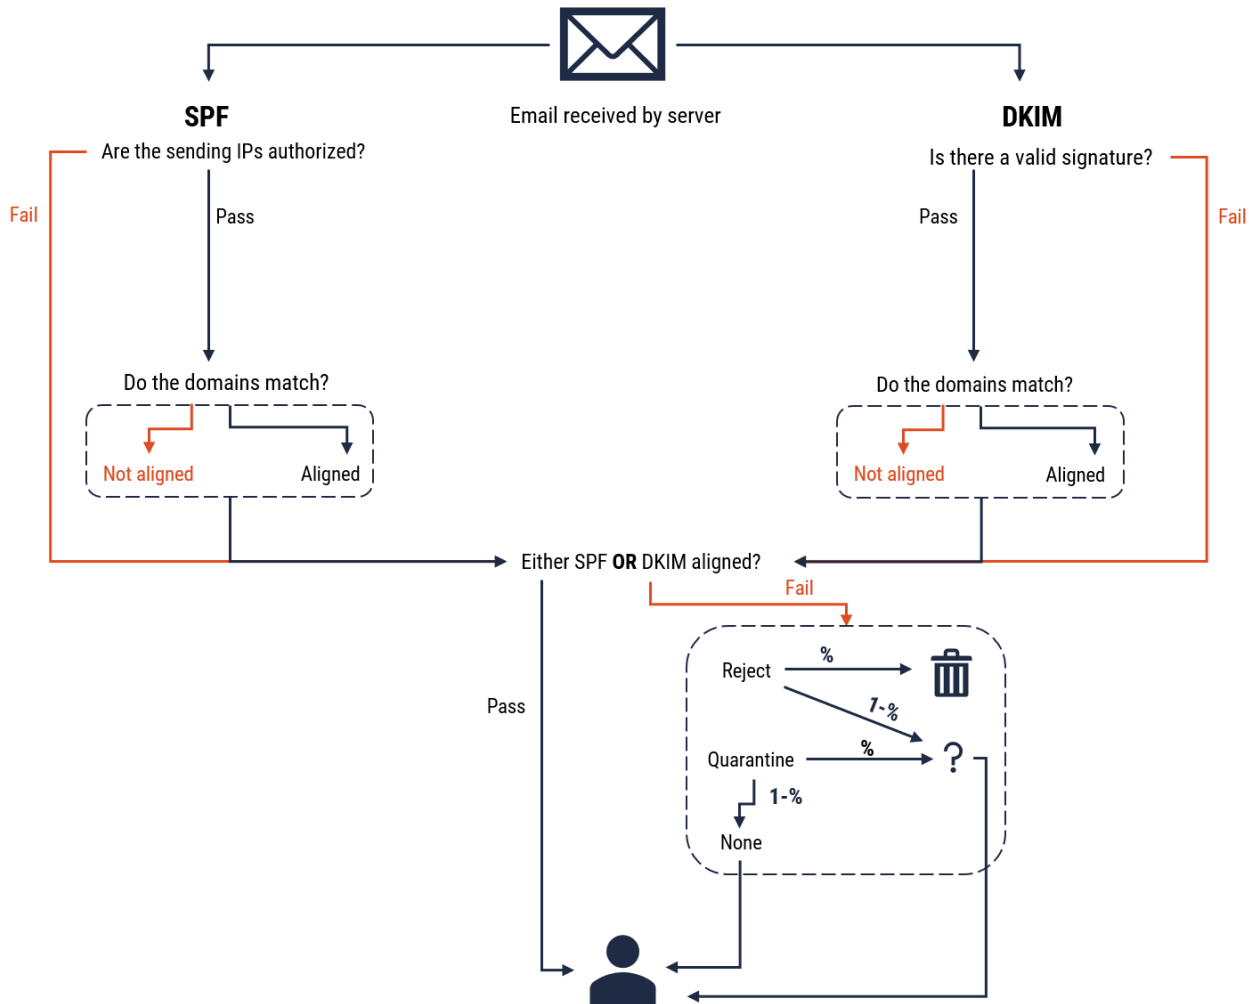 Email received by server
SPF
Are the sending IPs authorized?
Fail
Pass
Do the domains match?
Not aligned
Aligned
DKIM
Is there a valid signature?
Pass
Fail
Do the domains match?
Not aligned
Aligned
Either SPF OR DKIM aligned?
Fail
Pass
Reject
%
1-%
Quarantine
%
?
1-%
None